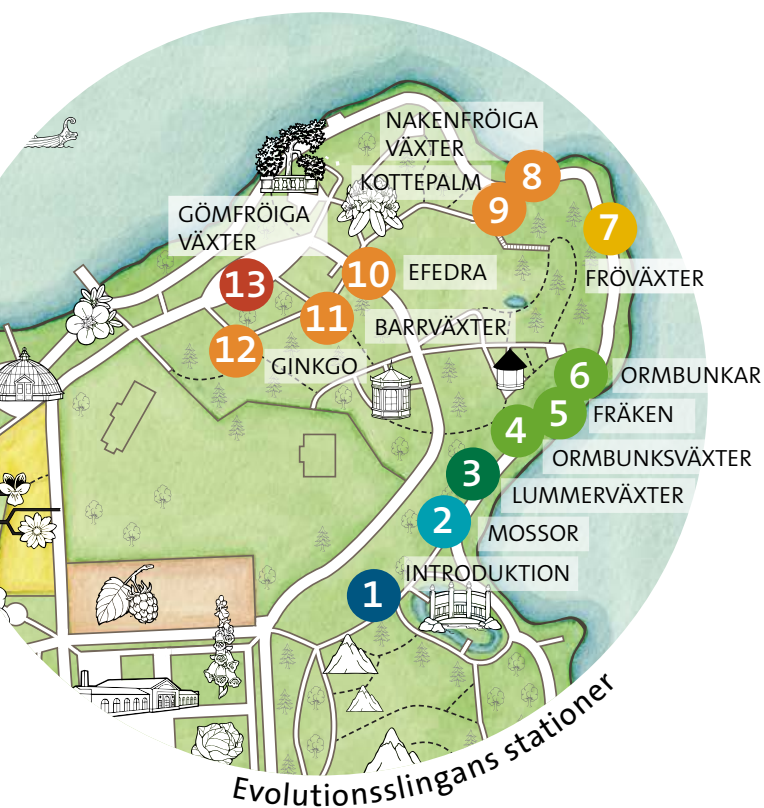 NAKENFRÖIGA
VÄXTER
8
KOTTEPALM
9
GÖMFRÖIGA
VÄXTER
7
13
10
EFEDRA
FRÖVÄXTER
11
BARRVÄXTER
12
GINKGO
6
ORMBUNKAR
5
FRÄKEN
4
ORMBUNKSVÄXTER
3
LUMMERVÄXTER
2
MOSSOR
INTRODUKTION
1
Evolutionsslingans stationer